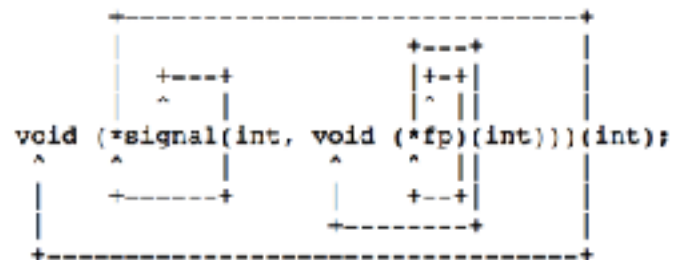 void (*signal(int, void (*fp)(int)))(int);